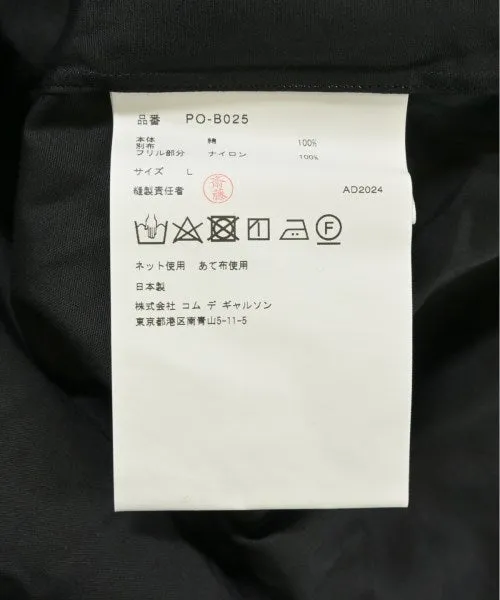 品番 PO-B025
本体 綿 100%
別布
フリル部分 ナイロン 100%
サイズ L
縫製責任者 斎藤 AD2024
F
ネット使用 あて布使用
日本製
株式会社 コム デ ギャルソン
東京都港区南青山5-11-5